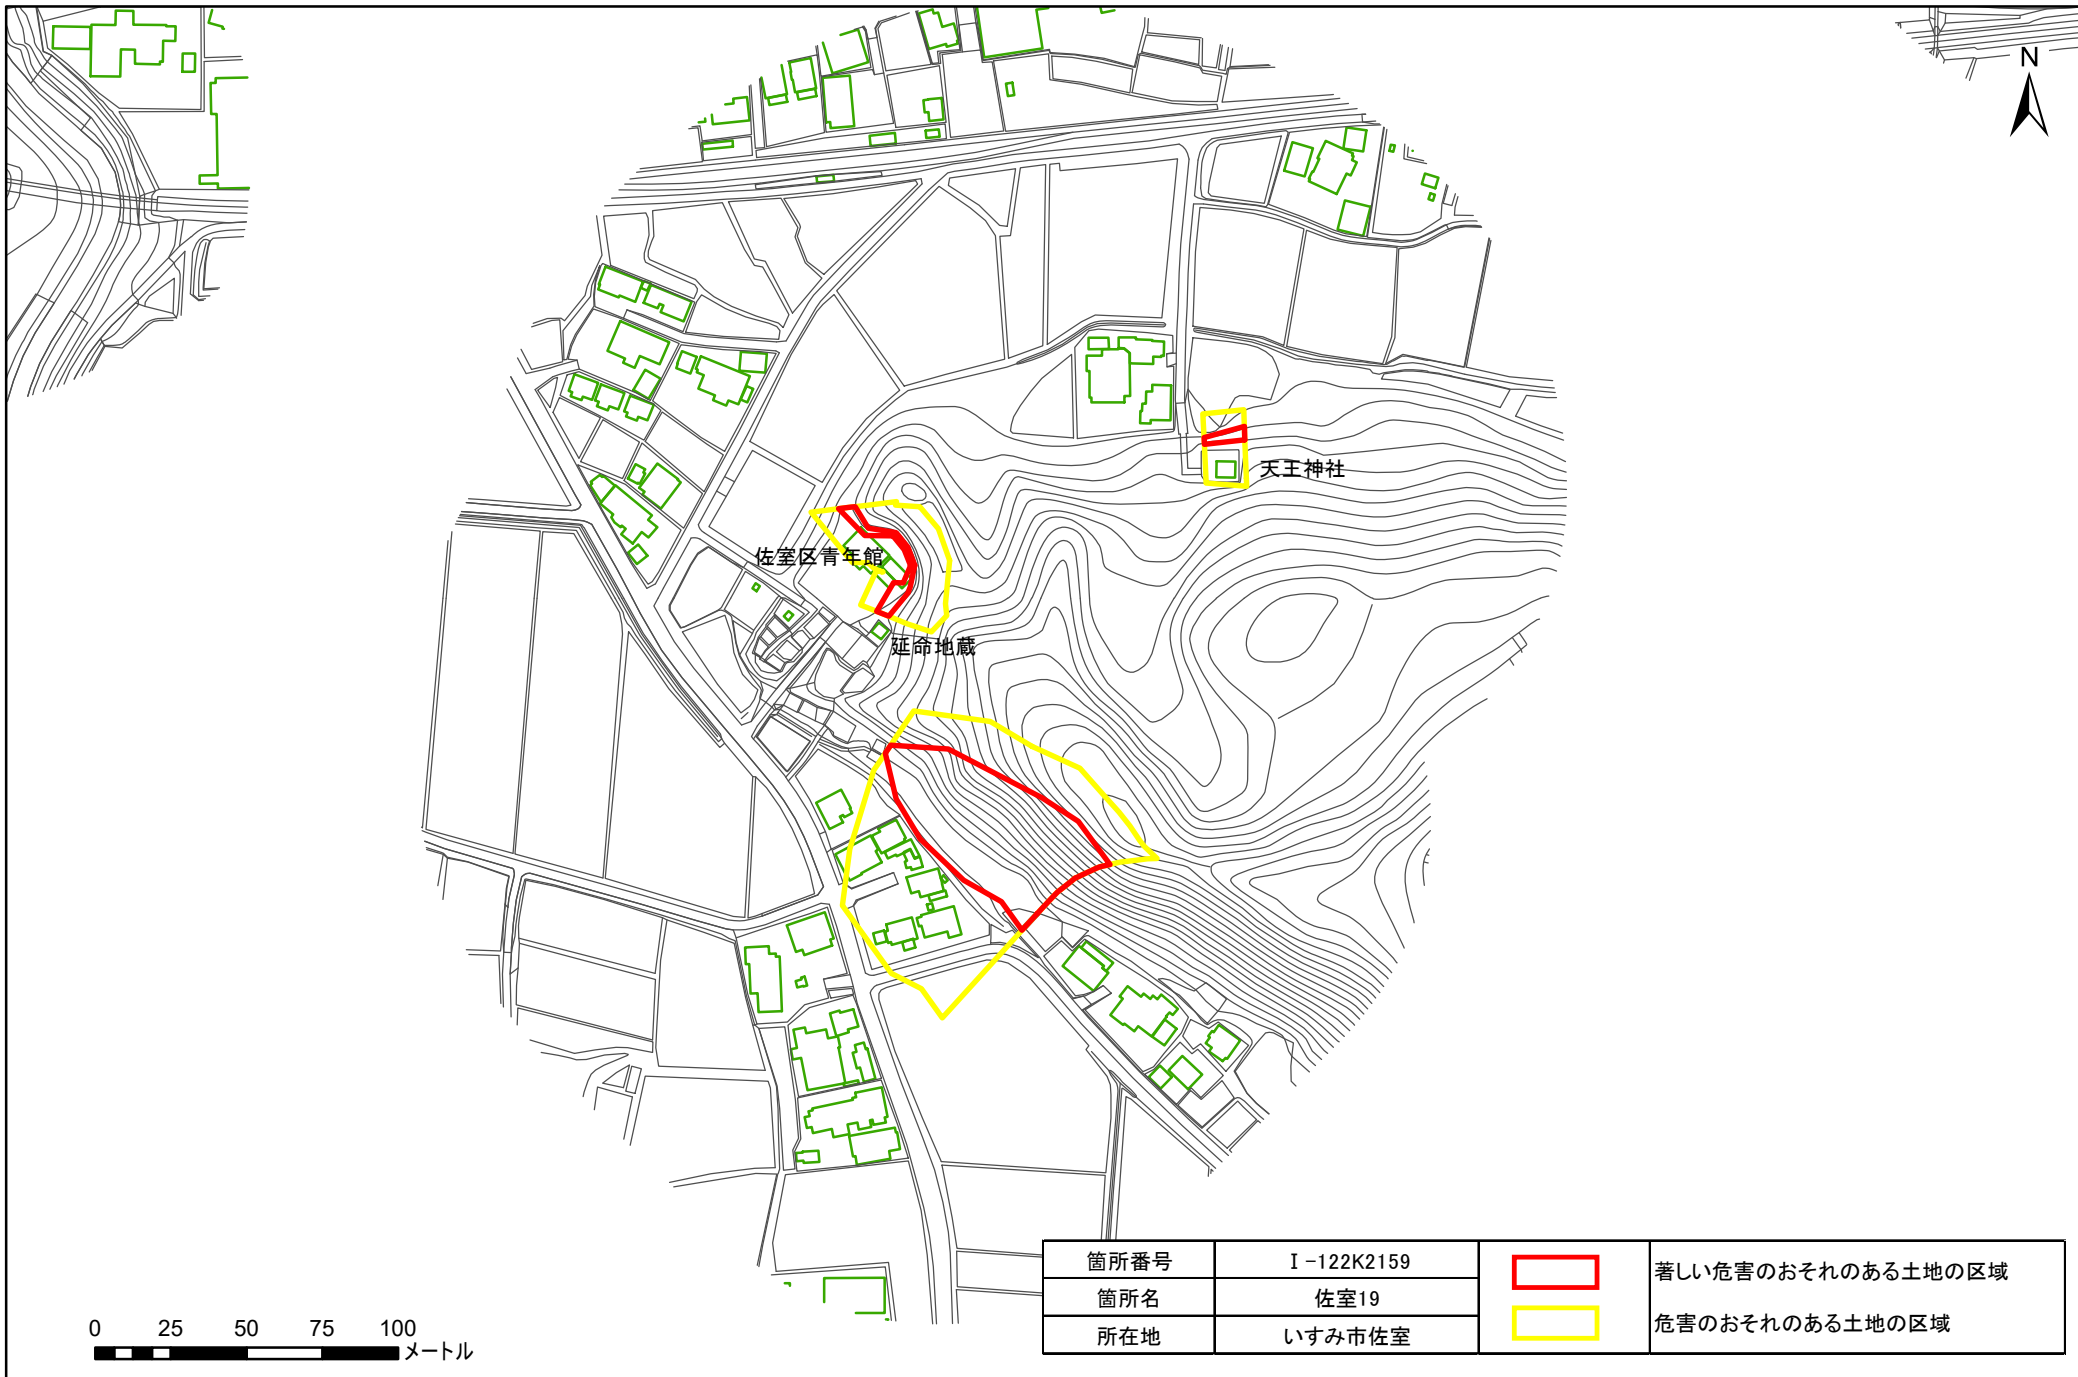 N
天王神社
佐室区青年館
延命地蔵
箇所番号 Ⅰ-122K2159
箇所名 佐室19
所在地 いすみ市佐室
著しい危害のおそれのある土地の区域
危害のおそれのある土地の区域
0 25 50 75 100
メートル